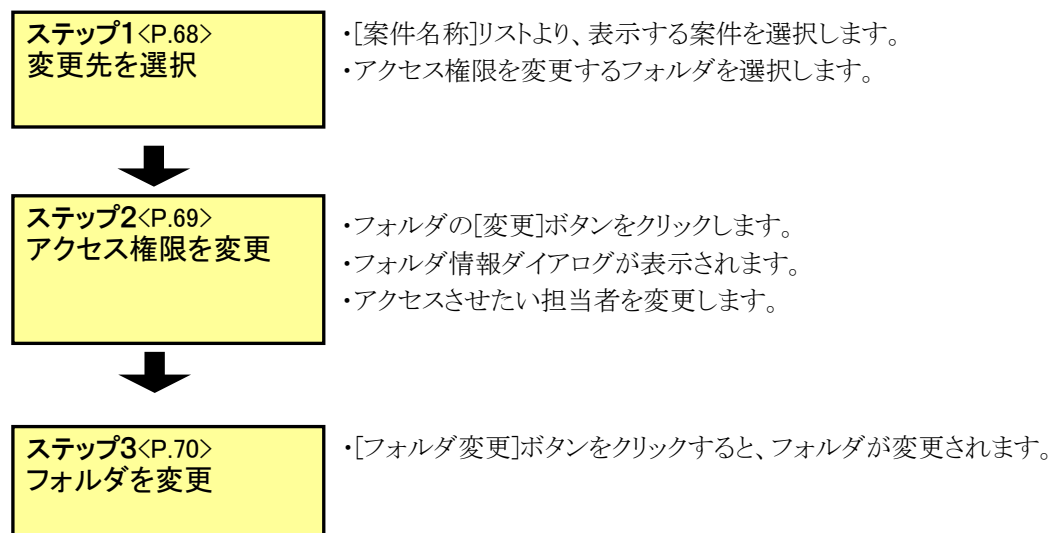 ステップ1<P.68>
変更先を選択
・[案件名称]リストより、表示する案件を選択します。
・アクセス権限を変更するフォルダを選択します。
ステップ2<P.69>
アクセス権限を変更
・フォルダの[変更]ボタンをクリックします。
・フォルダ情報ダイアログが表示されます。
・アクセスさせたい担当者を変更します。
ステップ3<P.70>
フォルダを変更
・[フォルダ変更]ボタンをクリックすると、フォルダが変更されます。